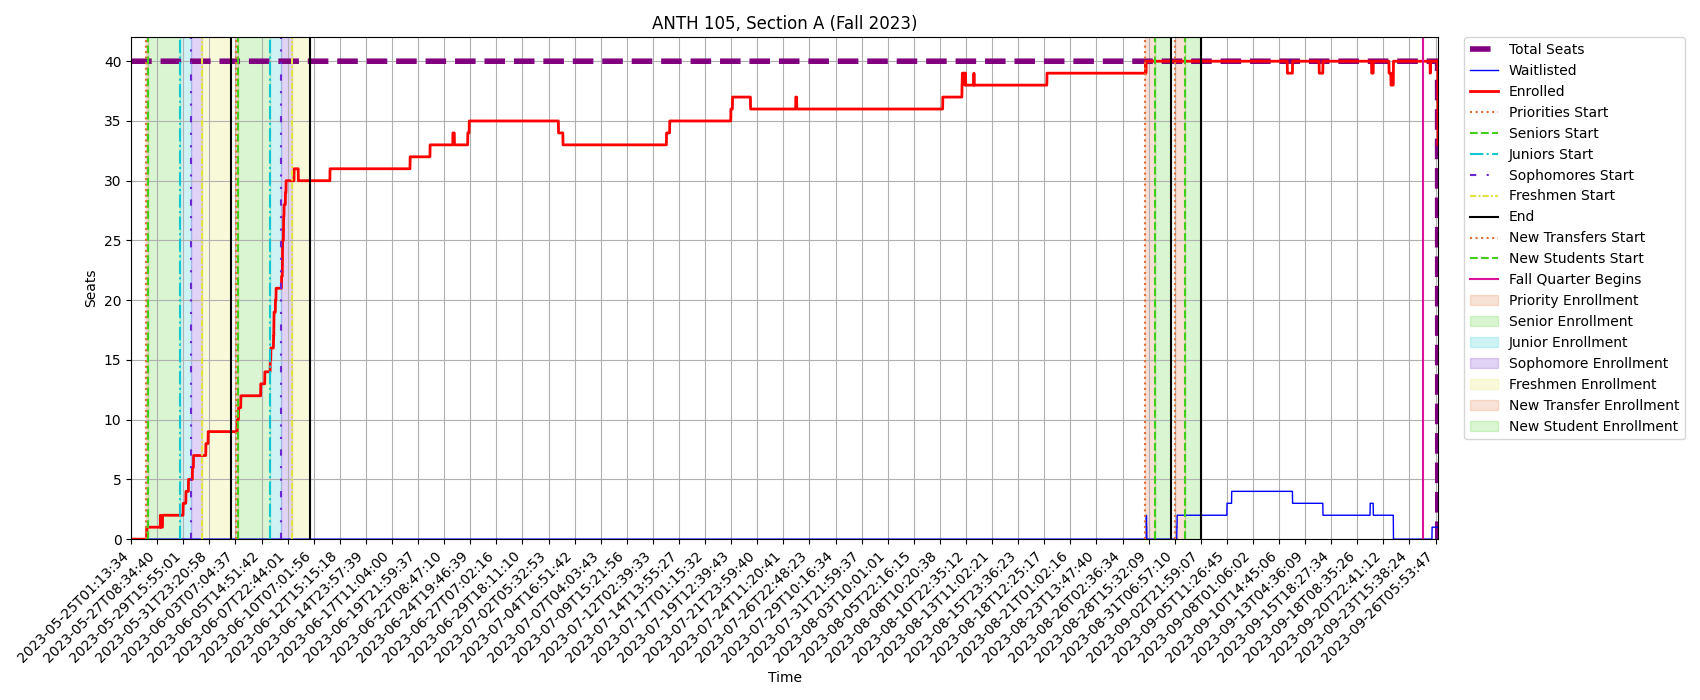 ANTH 105, Section A (Fall 2023)
Seats
40
35
30
25
20
15
10
5
0
2023-05-25T01:13:34
2023-05-27T08:34:40
2023-05-29T15:55:01
2023-05-31T23:20:58
2023-06-03T07:04:37
2023-06-05T14:51:42
2023-06-07T22:44:01
2023-06-10T07:01:56
2023-06-12T15:15:18
2023-06-14T23:57:39
2023-06-17T11:04:00
2023-06-19T21:59:37
2023-06-22T08:47:10
2023-06-24T19:46:39
2023-06-27T07:02:16
2023-06-29T18:11:10
2023-07-02T05:32:53
2023-07-04T16:51:42
2023-07-07T04:03:43
2023-07-09T15:21:56
2023-07-12T02:39:33
2023-07-14T13:55:27
2023-07-17T01:15:32
2023-07-19T12:39:43
2023-07-21T23:59:40
2023-07-24T11:20:41
2023-07-26T22:48:23
2023-07-29T10:16:34
2023-07-31T21:59:37
2023-08-03T10:01:01
2023-08-05T22:16:15
2023-08-08T10:20:38
2023-08-10T22:35:12
2023-08-13T11:02:21
2023-08-15T23:36:23
2023-08-18T12:25:17
2023-08-21T01:02:16
2023-08-23T13:47:40
2023-08-26T02:36:34
2023-08-28T15:32:09
2023-08-31T06:57:10
2023-09-02T21:59:07
2023-09-05T11:26:45
2023-09-08T01:06:02
2023-09-10T14:45:06
2023-09-13T04:36:09
2023-09-15T18:27:34
2023-09-18T08:35:26
2023-09-20T22:41:12
2023-09-23T15:38:24
2023-09-26T05:53:47
Time
Total Seats
Waitlisted
Enrolled
Priorities Start
Seniors Start
Juniors Start
Sophomores Start
Freshmen Start
End
New Transfers Start
New Students Start
Fall Quarter Begins
Priority Enrollment
Senior Enrollment
Junior Enrollment
Sophomore Enrollment
Freshmen Enrollment
New Transfer Enrollment
New Student Enrollment